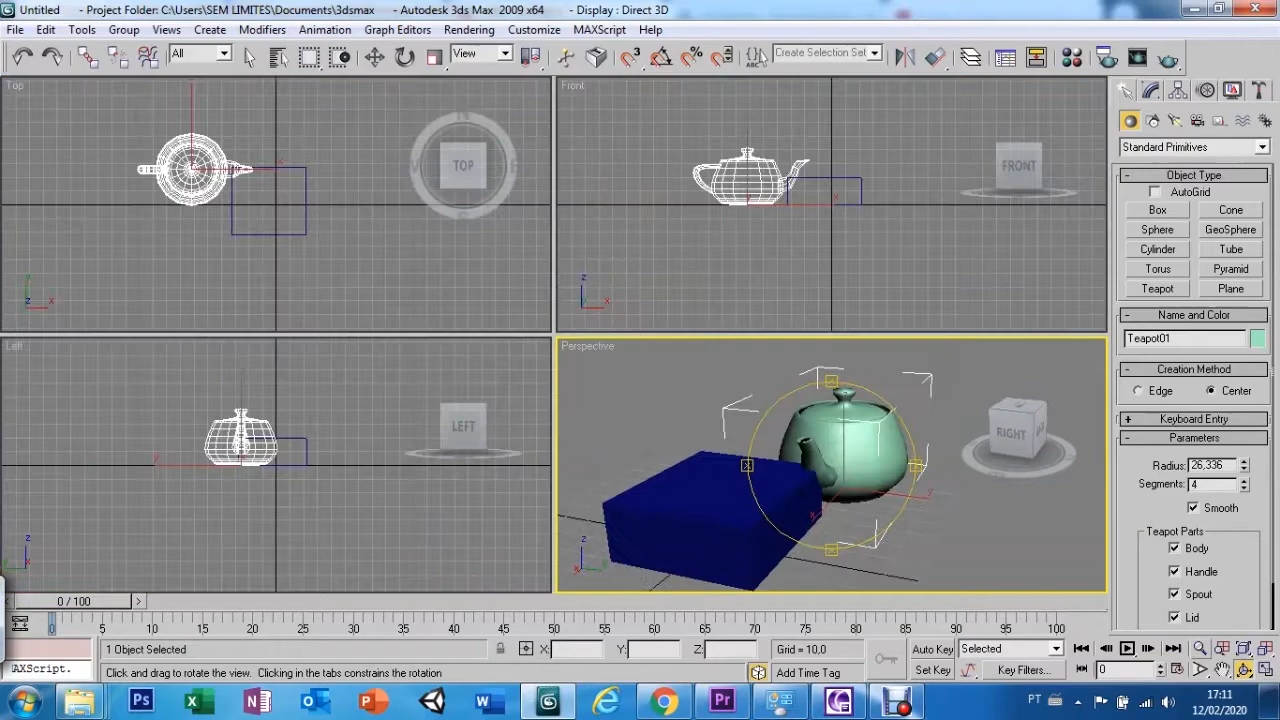 Untitled - Project Folder: C:\Users\SEM LIMITES\Documents\3dsmax - Autodesk 3ds Max 2009 x64 - Display : Direct 3D
File Edit Tools Group Views Create Modifiers Animation Graph Editors Rendering Customize MAXScript Help
All View 3 % Create Selection Set
Top Front
TOP FRONT
Left Perspective
LEFT RIGHT
Standard Primitives
- Object Type
AutoGrid
Box Cone
Sphere GeoSphere
Cylinder Tube
Torus Pyramid
Teapot Plane
- Name and Color
Teapot01
- Creation Method
Edge Center
+ Keyboard Entry
- Parameters
Radius: 26,336
Segments: 4
Smooth
Teapot Parts
Body
Handle
Spout
Lid
0 / 100
0 5 10 15 20 25 30 35 40 45 50 55 60 65 70 75 80 85 90 95 100
1 Object Selected X: Y: Z: Grid = 10,0 Auto Key Selected
AXScript. Click and drag to rotate the view. Clicking in the tabs constrains the rotation Add Time Tag Set Key Key Filters... 0
Ps X N O P W 3 e Pr
PT 17:11
12/02/2020